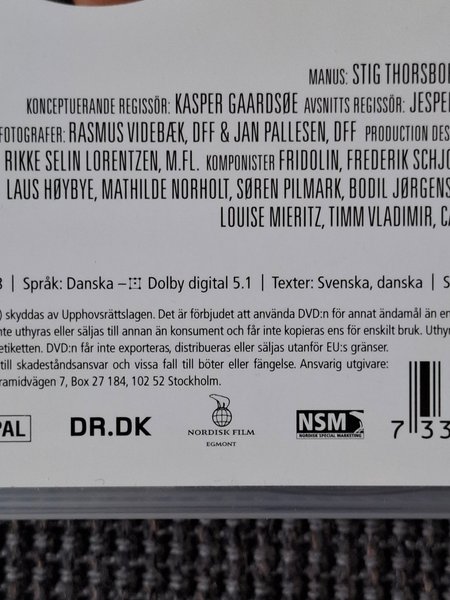 MANUS: STIG THORSBO
KONCEPTUERANDE REGISSÖR: KASPER GAARDSØE AVSNITTS REGISSÖR: JESPE
FOTOGRAFER: RASMUS VIDEBÆK, DFF & JAN PALLESEN, DFF PRODUCTION DES
RIKKE SELIN LORENTZEN, M.FL. KOMPONISTER FRIDOLIN, FREDERIK SCHJO
LAUS HØYBYE, MATHILDE NORHOLT, SØREN PILMARK, BODIL JØRGENS
LOUISE MIERITZ, TIMM VLADIMIR, CA
3 | Språk: Danska – Dolby digital 5.1 | Texter: Svenska, danska | S
) skyddas av Upphovsrättslagen. Det är förbjudet att använda DVD:n för annat ändamål än en
nte uthyras eller säljas till annan än konsument och får inte kopieras ens för enskilt bruk. Uthy
etiketten. DVD:n får inte exporteras, distribueras eller säljas utanför EU:s gränser.
till skadeståndsansvar och vissa fall till böter eller fängelse. Ansvarig utgivare:
ramidvägen 7, Box 27 184, 102 52 Stockholm.
PAL
DR.DK
NORDISK FILM
EGMONT
NSM
NORDISK SPECIAL MARKETING
7 33